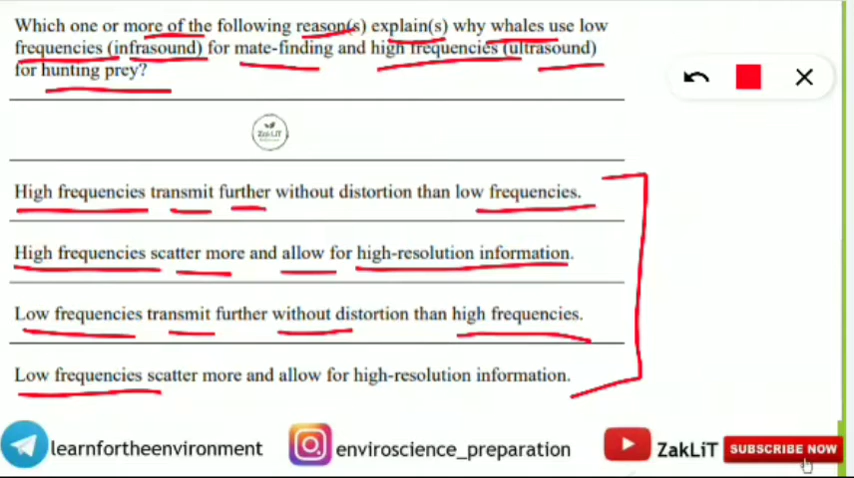 Which one or more of the following reason(s) explain(s) why whales use low
frequencies (infrasound) for mate-finding and high frequencies (ultrasound)
for hunting prey?
ZakLiT
High frequencies transmit further without distortion than low frequencies.
High frequencies scatter more and allow for high-resolution information.
Low frequencies transmit further without distortion than high frequencies.
Low frequencies scatter more and allow for high-resolution information.
learnfortheenvironment
enviroscience_preparation
ZakLiT
SUBSCRIBE NOW